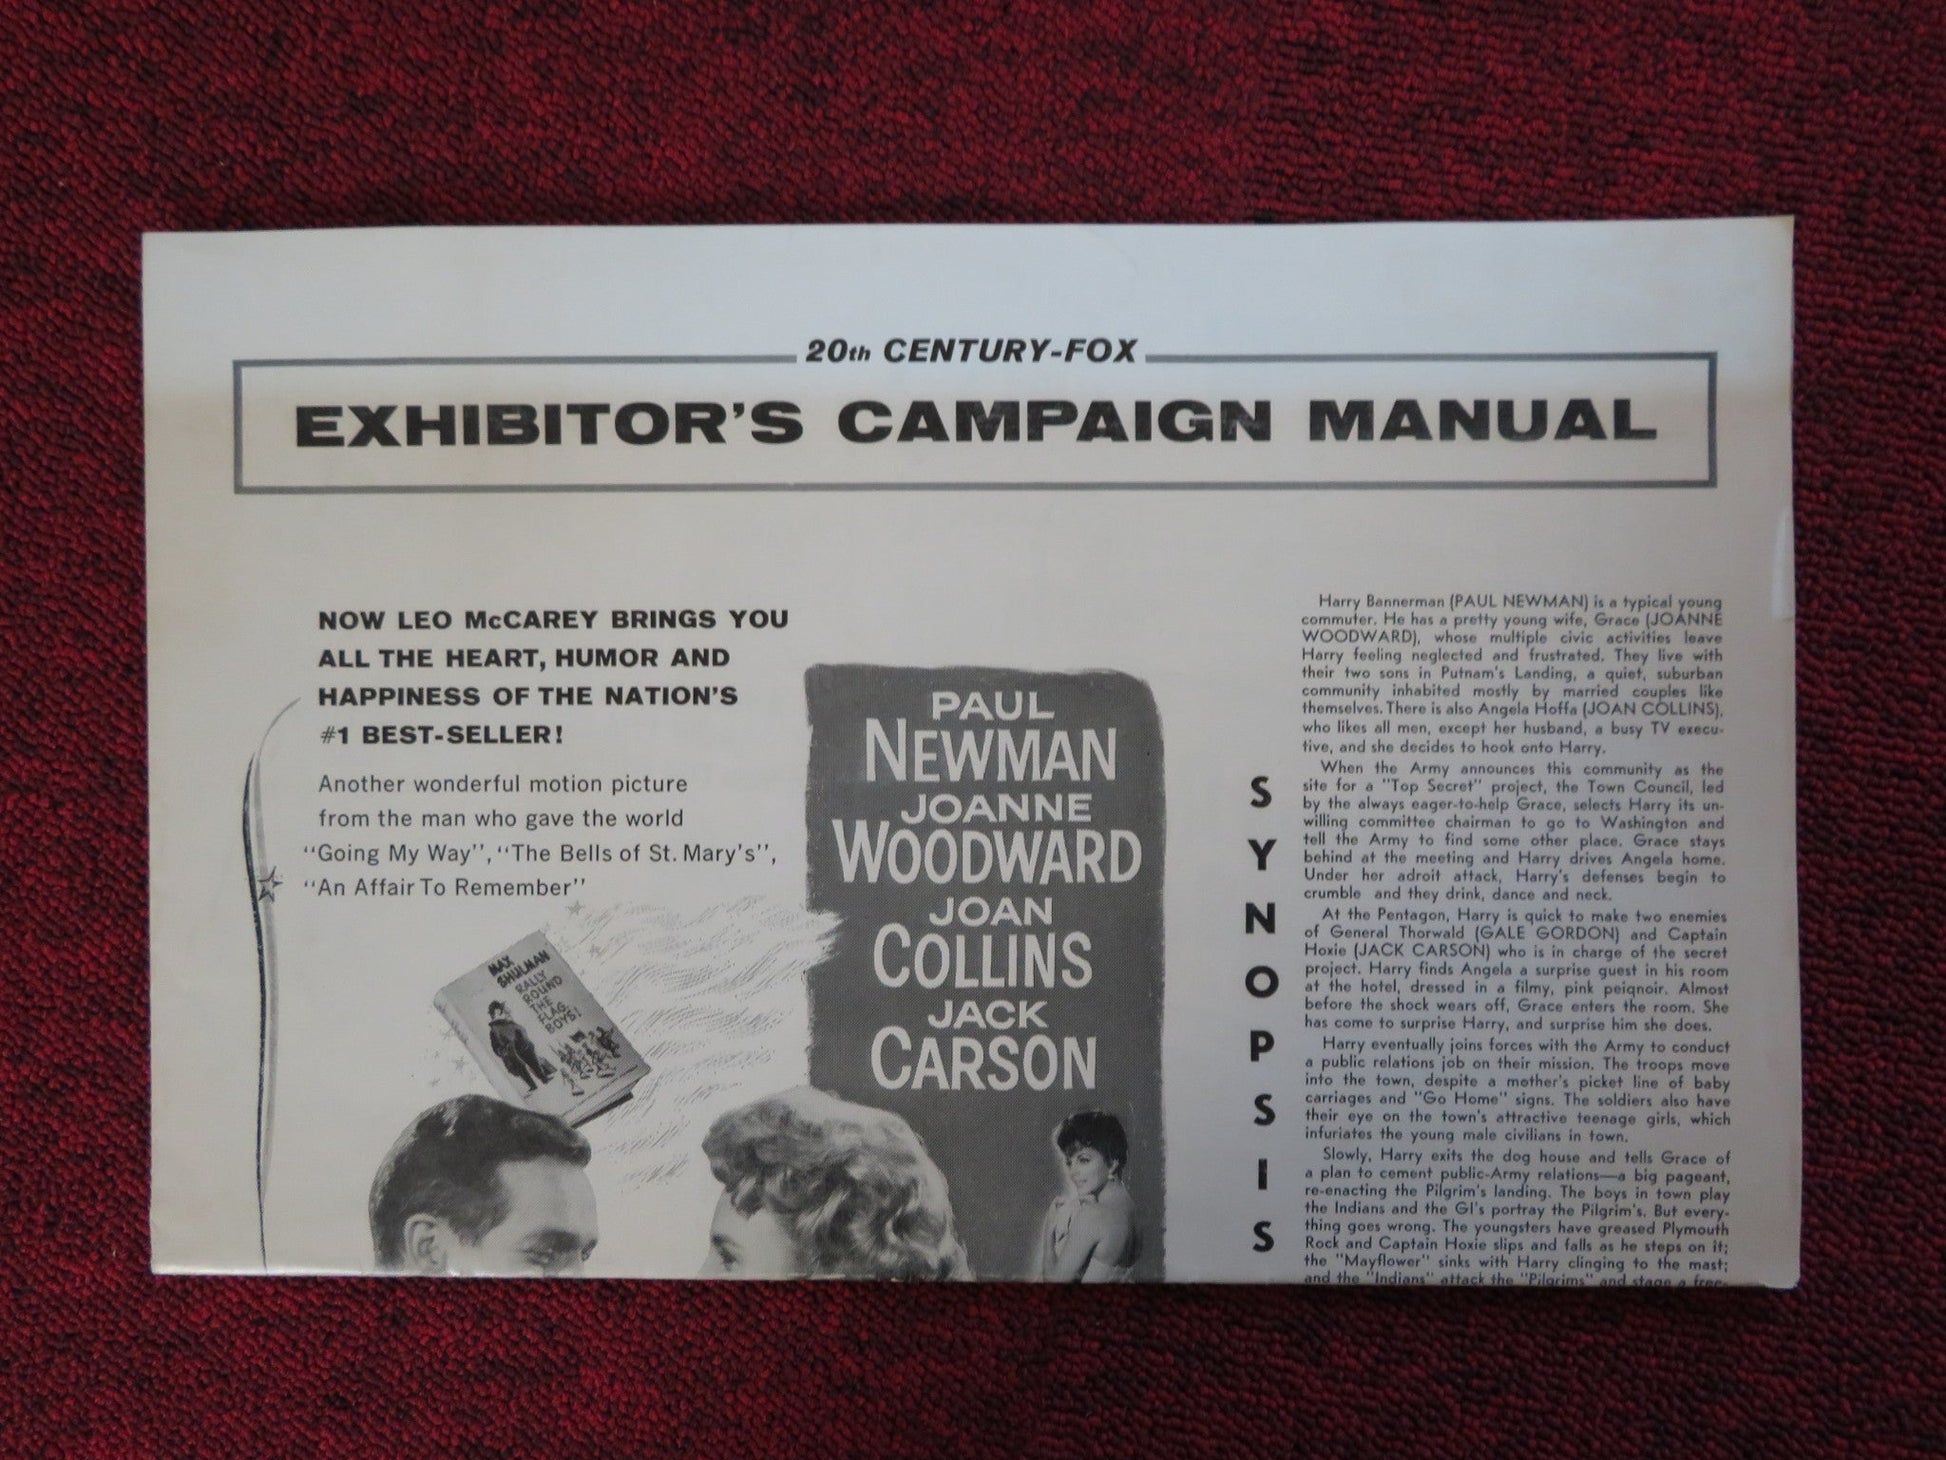 20th CENTURY-FOX
EXHIBITOR'S CAMPAIGN MANUAL
NOW LEO McCAREY BRINGS YOU
ALL THE HEART, HUMOR AND
HAPPINESS OF THE NATION'S
#1 BEST-SELLER!
Another wonderful motion picture
from the man who gave the world
"Going My Way", "The Bells of St. Mary's",
"An Affair To Remember"
MAX
SHULMAN
RALLY
ROUND
THE
FLAG,
BOYS!
PAUL
NEWMAN
JOANNE
WOODWARD
JOAN
COLLINS
JACK
CARSON
SYNOPSIS
Harry Bannerman (PAUL NEWMAN) is a typical young
commuter. He has a pretty young wife, Grace (JOANNE
WOODWARD), whose multiple civic activities leave
Harry feeling neglected and frustrated. They live with
their two sons in Putnam's Landing, a quiet, suburban
community inhabited mostly by married couples like
themselves. There is also Angela Hoffa (JOAN COLLINS),
who likes all men, except her husband, a busy TV execu-
tive, and she decides to hook onto Harry.
When the Army announces this community as the
site for a "Top Secret" project, the Town Council, led
by the always eager-to-help Grace, selects Harry its un-
willing committee chairman to go to Washington and
tell the Army to find some other place. Grace stays
behind at the meeting and Harry drives Angela home.
Under her adroit attack, Harry's defenses begin to
crumble and they drink, dance and neck.
At the Pentagon, Harry is quick to make two enemies
of General Thorwald (GALE GORDON) and Captain
Hoxie (JACK CARSON) who is in charge of the secret
project. Harry finds Angela a surprise guest in his room
at the hotel, dressed in a filmy, pink peignoir. Almost
before the shock wears off, Grace enters the room. She
has come to surprise Harry, and surprise him she does.
Harry eventually joins forces with the Army to conduct
a public relations job on their mission. The troops move
into the town, despite a mother's picket line of baby
carriages and "Go Home" signs. The soldiers also have
their eye on the town's attractive teenage girls, which
infuriates the young male civilians in town.
Slowly, Harry exits the dog house and tells Grace of
a plan to cement public-Army relations—a big pageant,
re-enacting the Pilgrim's landing. The boys in town play
the Indians and the GI's portray the Pilgrim's. But every-
thing goes wrong. The youngsters have greased Plymouth
Rock and Captain Hoxie slips and falls as he steps on it;
the "Mayflower" sinks with Harry clinging to the mast;
and the "Indians" attack the "Pilgrims" and stage a free-